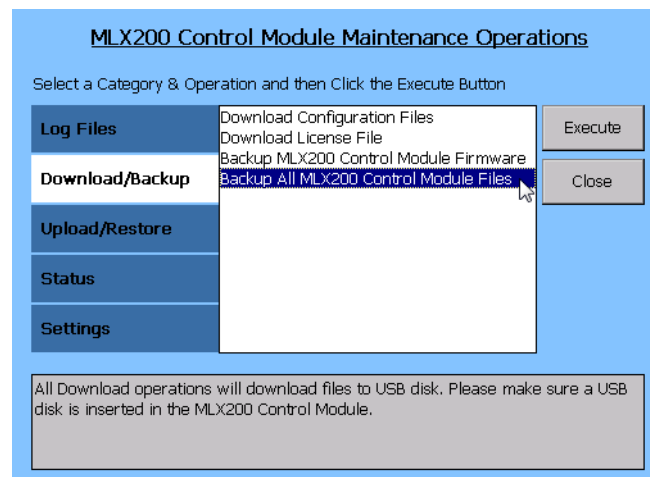 MLX200 Control Module Maintenance Operations
Select a Category & Operation and then Click the Execute Button
Log Files
Download/Backup
Upload/Restore
Status
Settings
Download Configuration Files
Download License File
Backup MLX200 Control Module Firmware
Backup All MLX200 Control Module Files
Execute
Close
All Download operations will download files to USB disk. Please make sure a USB
disk is inserted in the MLX200 Control Module.